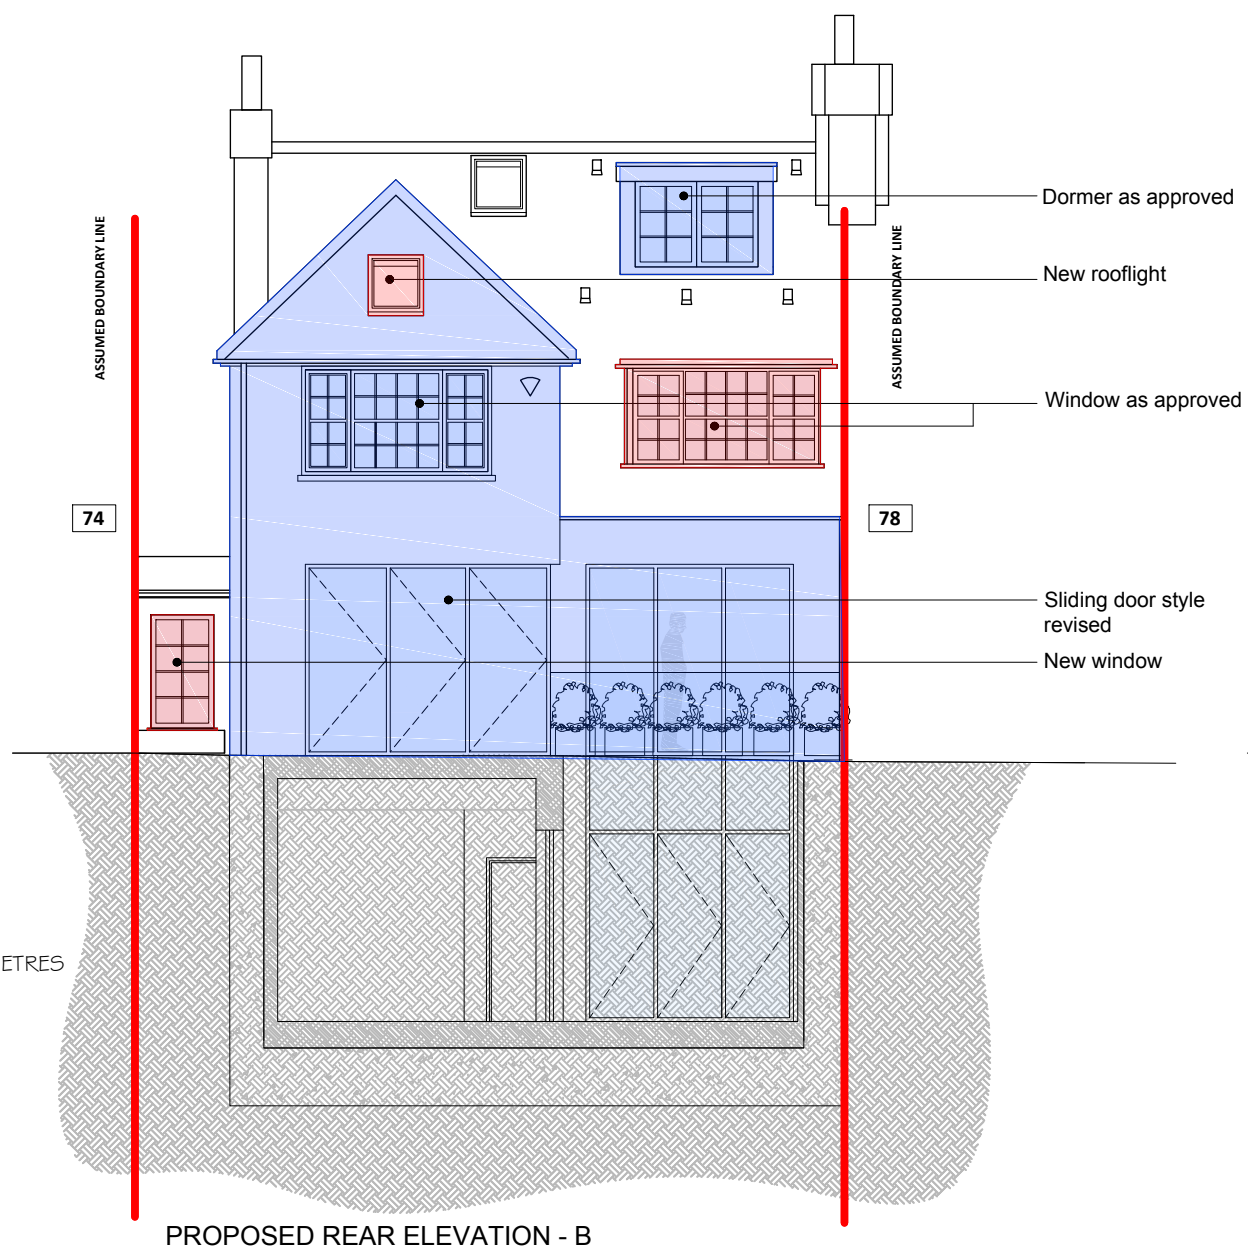 Dormer as approved
ASSUMED BOUNDARY LINE
ASSUMED BOUNDARY LINE
New rooflight
Window as approved
74
78
Sliding door style
revised
New window
ETRES
PROPOSED REAR ELEVATION - B